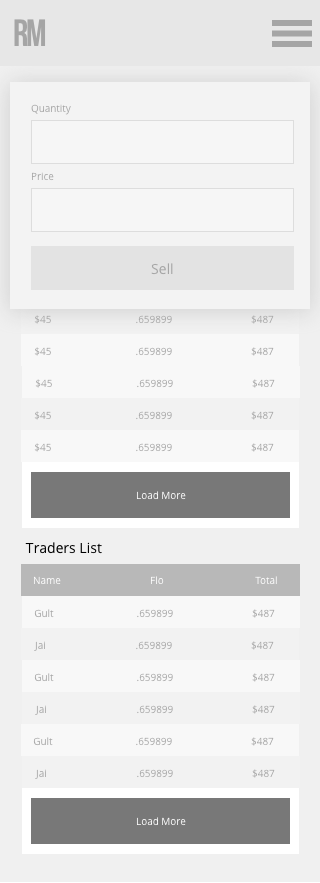 RM
Quantity
Price
Sell
$45 .659899 $487
$45 .659899 $487
$45 .659899 $487
$45 .659899 $487
$45 .659899 $487
Load More
Traders List
Name Flo Total
Gult .659899 $487
Jai .659899 $487
Gult .659899 $487
Jai .659899 $487
Gult .659899 $487
Jai .659899 $487
Load More